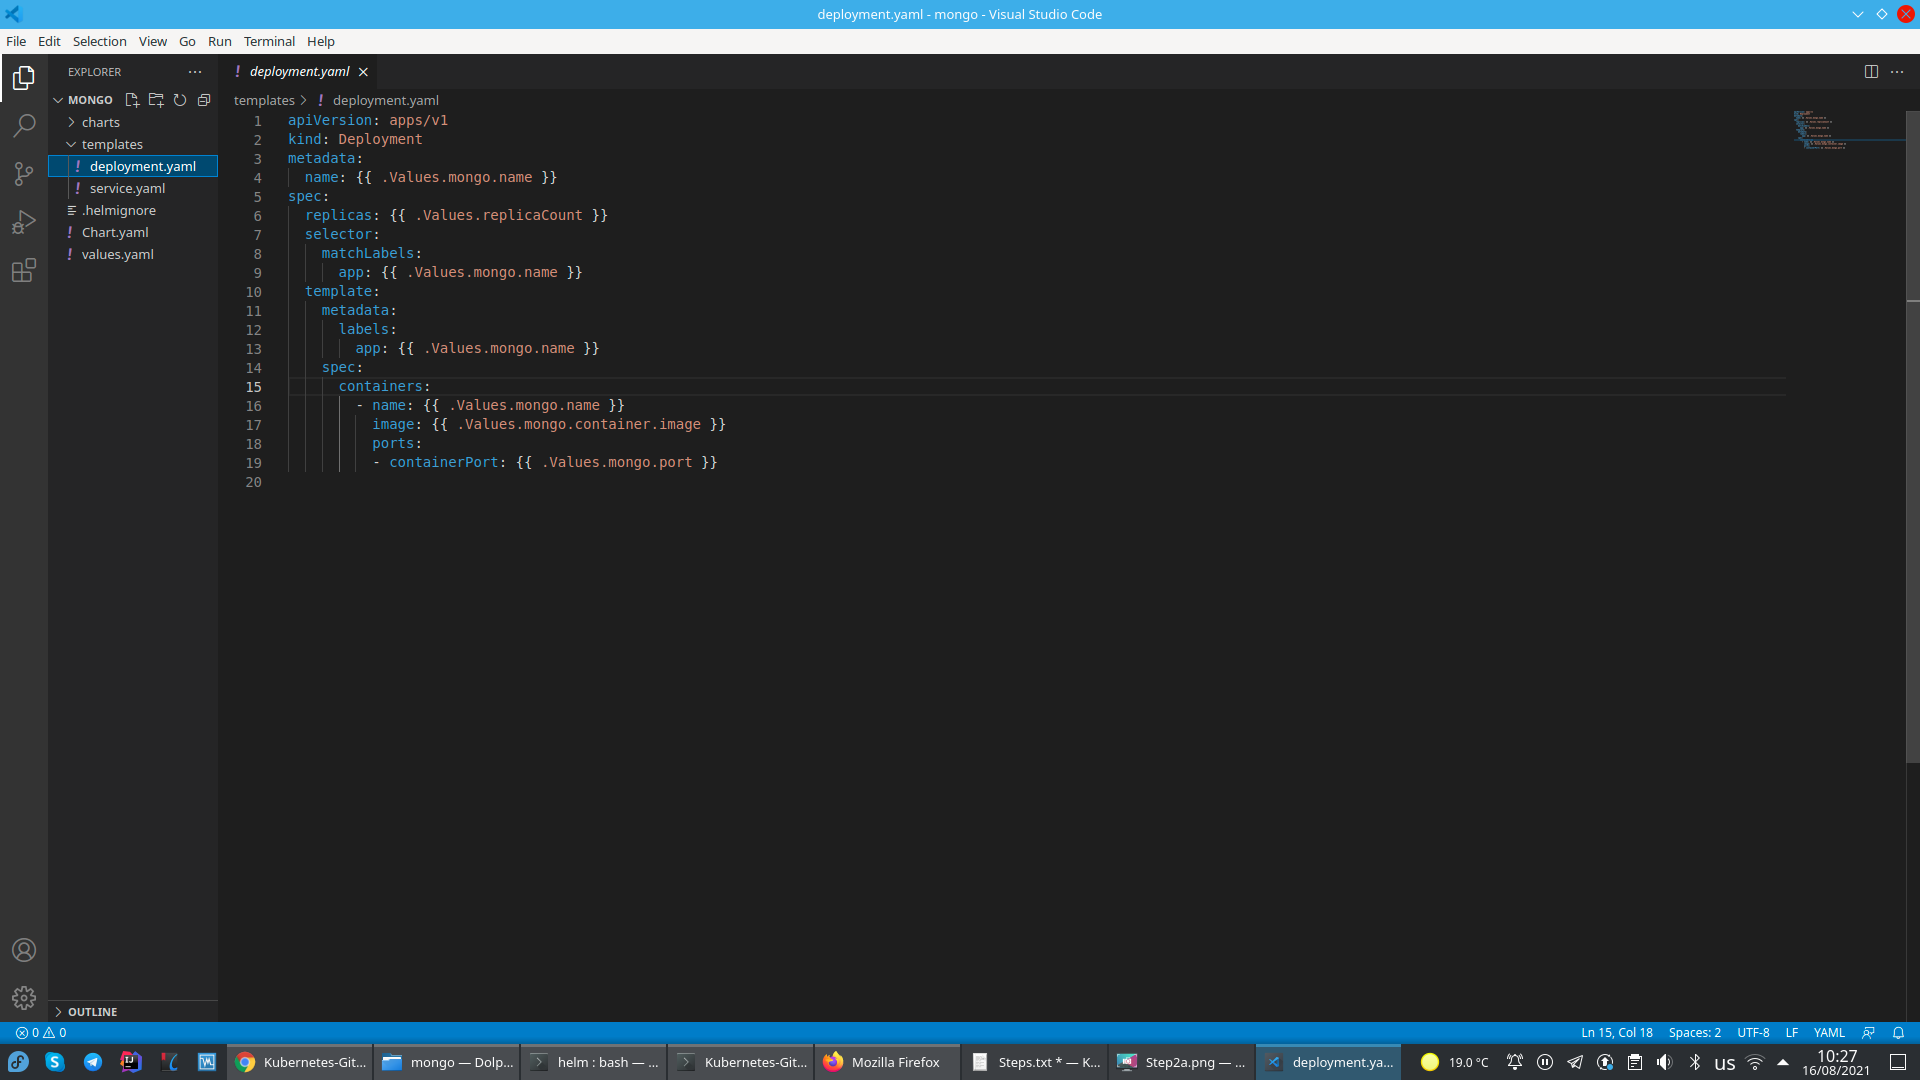 deployment.yaml - mongo - Visual Studio Code
File Edit Selection View Go Run Terminal Help
EXPLORER
MONGO
charts
templates
deployment.yaml
service.yaml
.helmignore
Chart.yaml
values.yaml
OUTLINE
deployment.yaml
templates > deployment.yaml
1 apiVersion: apps/v1
2 kind: Deployment
3 metadata:
4   name: {{ .Values.mongo.name }}
5 spec:
6   replicas: {{ .Values.replicaCount }}
7   selector:
8     matchLabels:
9       app: {{ .Values.mongo.name }}
10   template:
11     metadata:
12       labels:
13         app: {{ .Values.mongo.name }}
14     spec:
15       containers:
16         - name: {{ .Values.mongo.name }}
17           image: {{ .Values.mongo.container.image }}
18           ports:
19           - containerPort: {{ .Values.mongo.port }}
20
0 0 Ln 15, Col 18 Spaces: 2 UTF-8 LF YAML
Kubernetes-Git... mongo — Dolp... helm : bash — ... Kubernetes-Git... Mozilla Firefox Steps.txt * — K... Step2a.png — ... deployment.ya... 19.0 °C us 10:27
16/08/2021